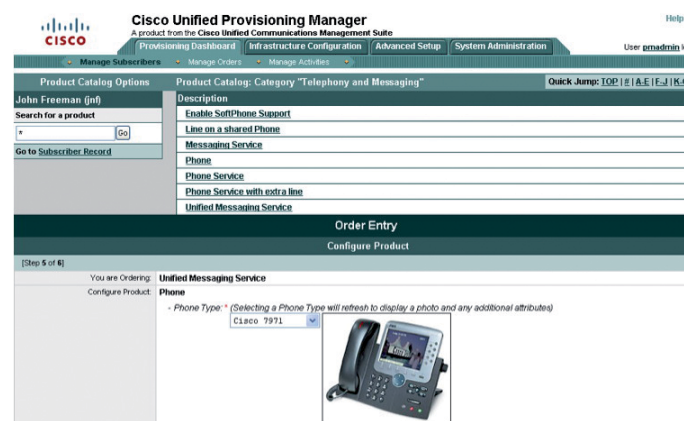 Cisco Unified Provisioning Manager
Help
A product from the Cisco Unified Communications Management Suite
CISCO
Provisioning Dashboard Infrastructure Configuration Advanced Setup System Administration
User pmadmin
Manage Subscribers Manage Orders Manage Activities
Product Catalog Options
Product Catalog: Category "Telephony and Messaging"
Quick Jump: TOP | # | A-E | F-J |
John Freeman (jnf)
Description
Search for a product
Enable SoftPhone Support
* Go
Line on a shared Phone
Go to Subscriber Record
Messaging Service
Phone
Phone Service
Phone Service with extra line
Unified Messaging Service
Order Entry
Configure Product
[Step 5 of 6]
You are Ordering: Unified Messaging Service
Configure Product: Phone
- Phone Type: * (Selecting a Phone Type will refresh to display a photo and any additional attributes)
Cisco 7971